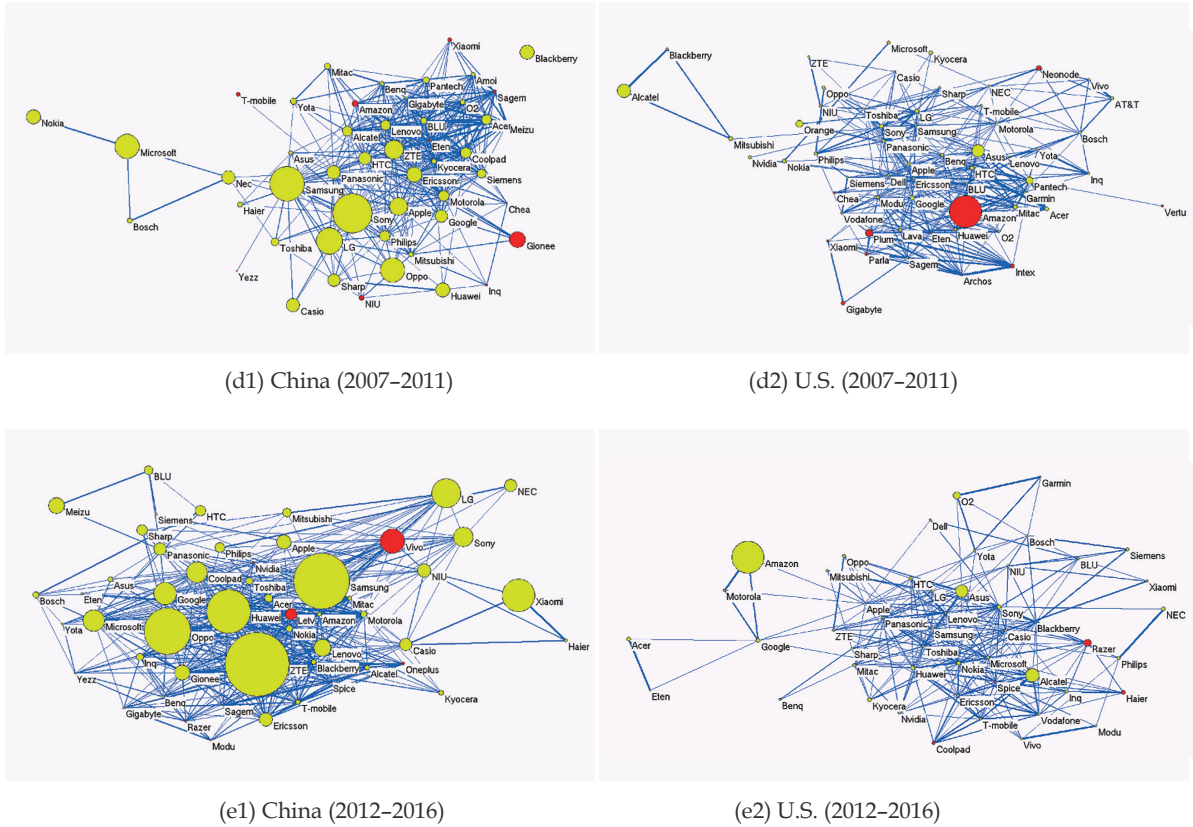 Xiaomi
Blackberry
Mitac
Pantech
Amoi
Benq
Sagem
T-mobile
Yota
Amazon
Gigabyte
O2
Nokia
Alcatel
Lenovo
BLU
Acer
Meizu
Microsoft
Eten
Asus
ZTE
Coolpad
HTC
Kyocera
Nec
Panasonic
Ericsson
Siemens
Samsung
Haier
Motorola
Chea
Apple
Bosch
Sony
Google
Philips
Gionee
Toshiba
LG
Mitsubishi
Yezz
Oppo
Sharp
Inq
NIU
Huawei
Casio
Blackberry
Microsoft
ZTE
Kyocera
Neonode
Casio
Vivo
Oppo
Sharp
NEC
Alcatel
AT&T
NIU
Toshiba
LG
T-mobile
Orange
Sony
Samsung
Motorola
Bosch
Mitsubishi
Panasonic
Nvidia
Nokia
Philips
Benq
Asus
Lenovo
Yota
Apple
HTC
Inq
Siemens
Dell
Ericsson
BLU
Pantech
Chea
Modu
Google
Garmin
Vertu
Vodafone
Amazon
Mitac
Acer
Plum
Lava
Eten
Huawei
O2
Xiaomi
Parla
Sagem
Intex
Archos
Gigabyte
(d1) China (2007–2011)
(d2) U.S. (2007–2011)
BLU
LG
NEC
Meizu
Siemens
HTC
Mitsubishi
Sharp
Vivo
Sony
Panasonic
Philips
Apple
Nvidia
NIU
Asus
Coolpad
Toshiba
Samsung
Bosch
Eten
Google
Acer
Mitac
Xiaomi
Huawei
Letv
Amazon
Motorola
Yota
Microsoft
Oppo
Nokia
Casio
Haier
Lenovo
Inq
ZTE
Blackberry
Oneplus
Yezz
Gionee
Alcatel
Spice
Kyocera
Benq
T-mobile
Gigabyte
Sagem
Razer
Ericsson
Modu
Garmin
O2
Dell
Bosch
Amazon
Yota
Siemens
Oppo
NIU
BLU
Mitsubishi
HTC
Xiaomi
Motorola
LG
Asus
Apple
Sony
NEC
Panasonic
Lenovo
Blackberry
Acer
ZTE
Samsung
Casio
Google
Toshiba
Razer
Sharp
Microsoft
Philips
Mitac
Nokia
Eten
Huawei
Alcatel
Spice
Inq
Haier
Benq
Kyocera
Ericsson
Nvidia
Vodafone
T-mobile
Modu
Coolpad
Vivo
(e1) China (2012–2016)
(e2) U.S. (2012–2016)